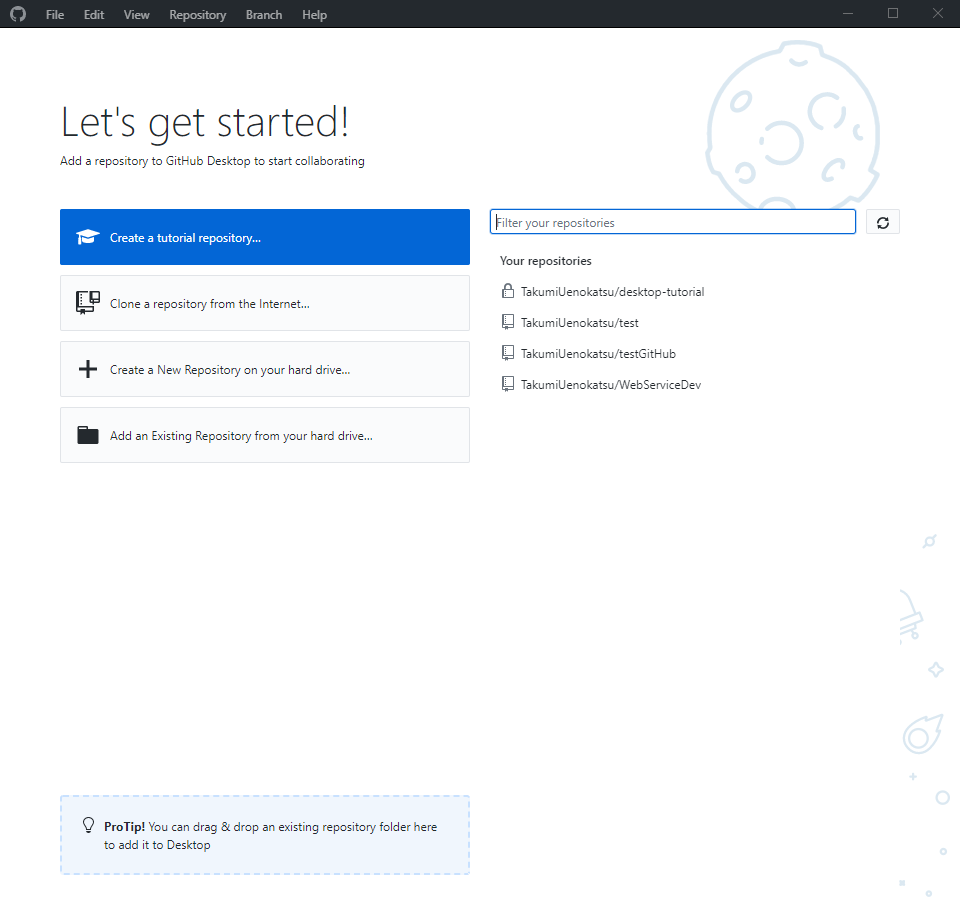 File Edit View Repository Branch Help
Let's get started!
Add a repository to GitHub Desktop to start collaborating
Create a tutorial repository...
Clone a repository from the Internet...
Create a New Repository on your hard drive...
Add an Existing Repository from your hard drive...
Filter your repositories
Your repositories
TakumiUenokatsu/desktop-tutorial
TakumiUenokatsu/test
TakumiUenokatsu/testGitHub
TakumiUenokatsu/WebServiceDev
ProTip! You can drag & drop an existing repository folder here
to add it to Desktop